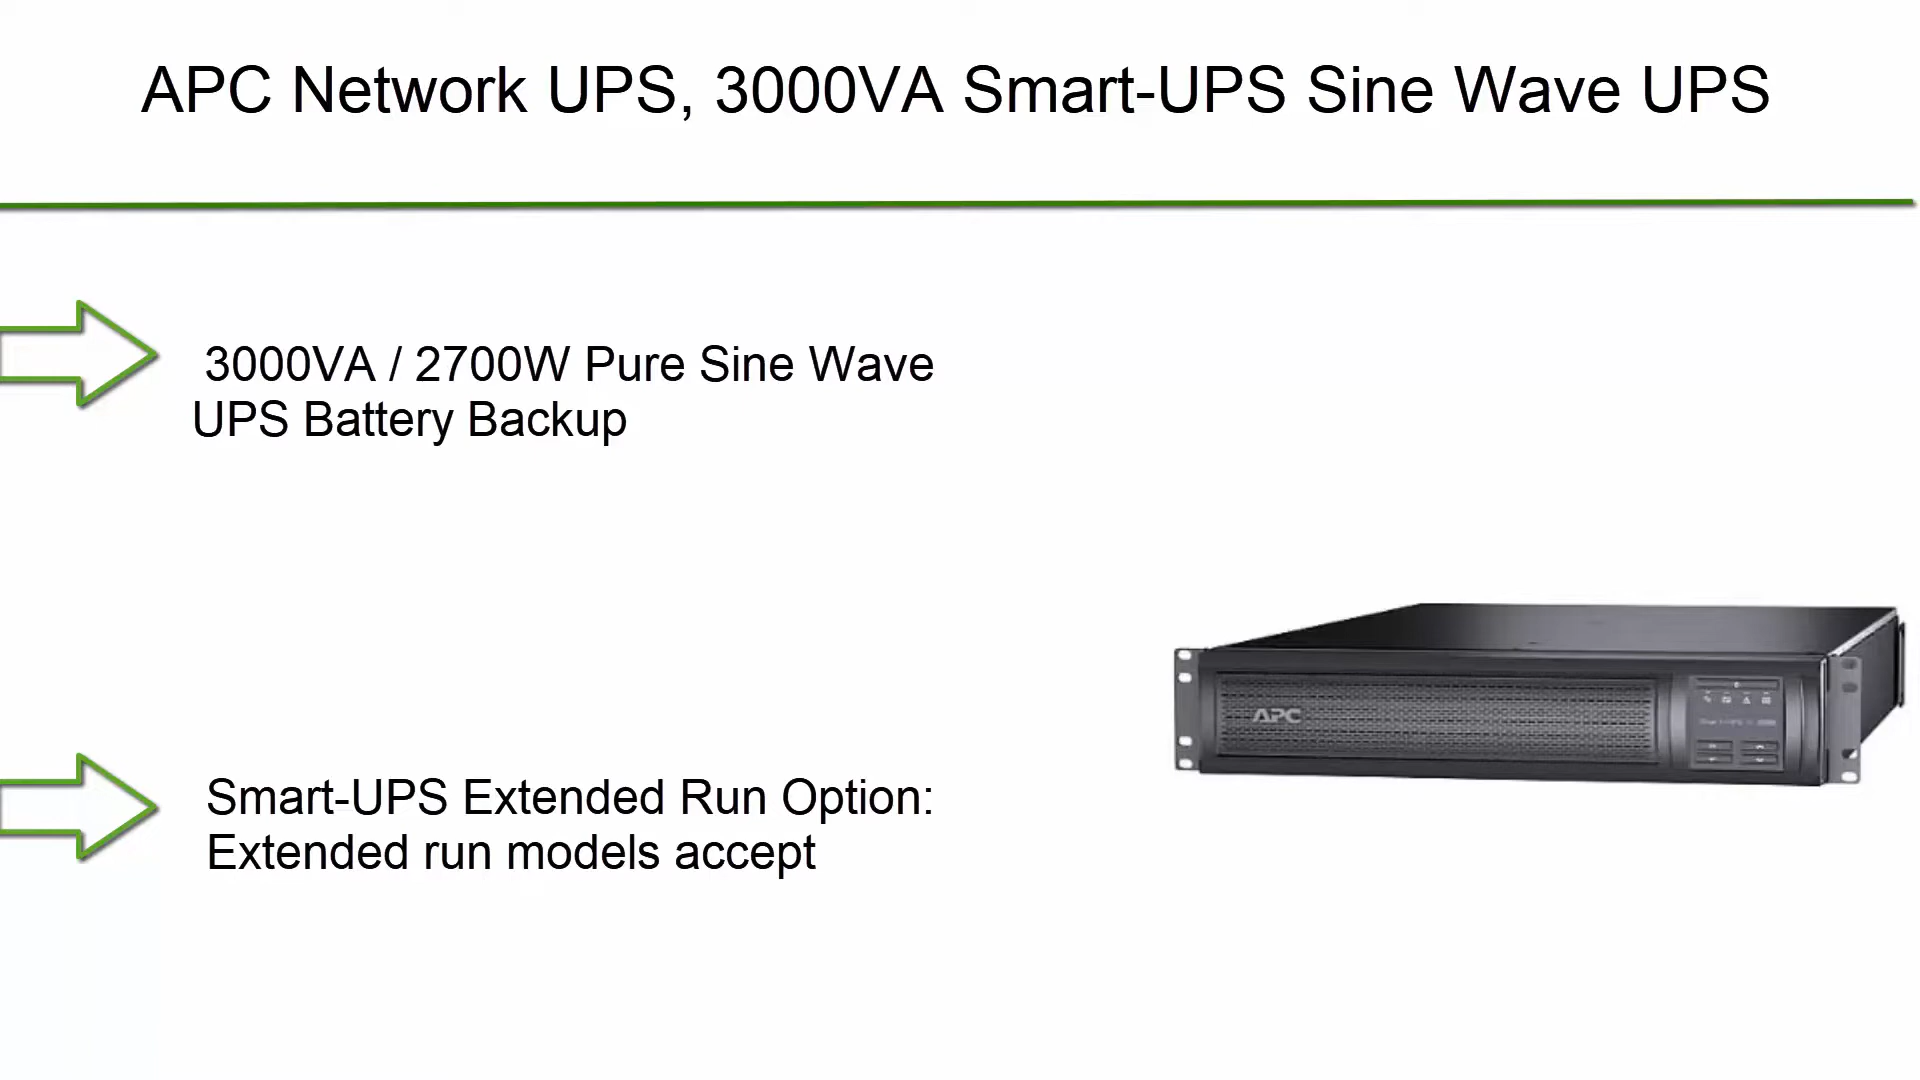 APC Network UPS, 3000VA Smart-UPS Sine Wave UPS
3000VA / 2700W Pure Sine Wave
UPS Battery Backup
Smart-UPS Extended Run Option:
Extended run models accept
APC